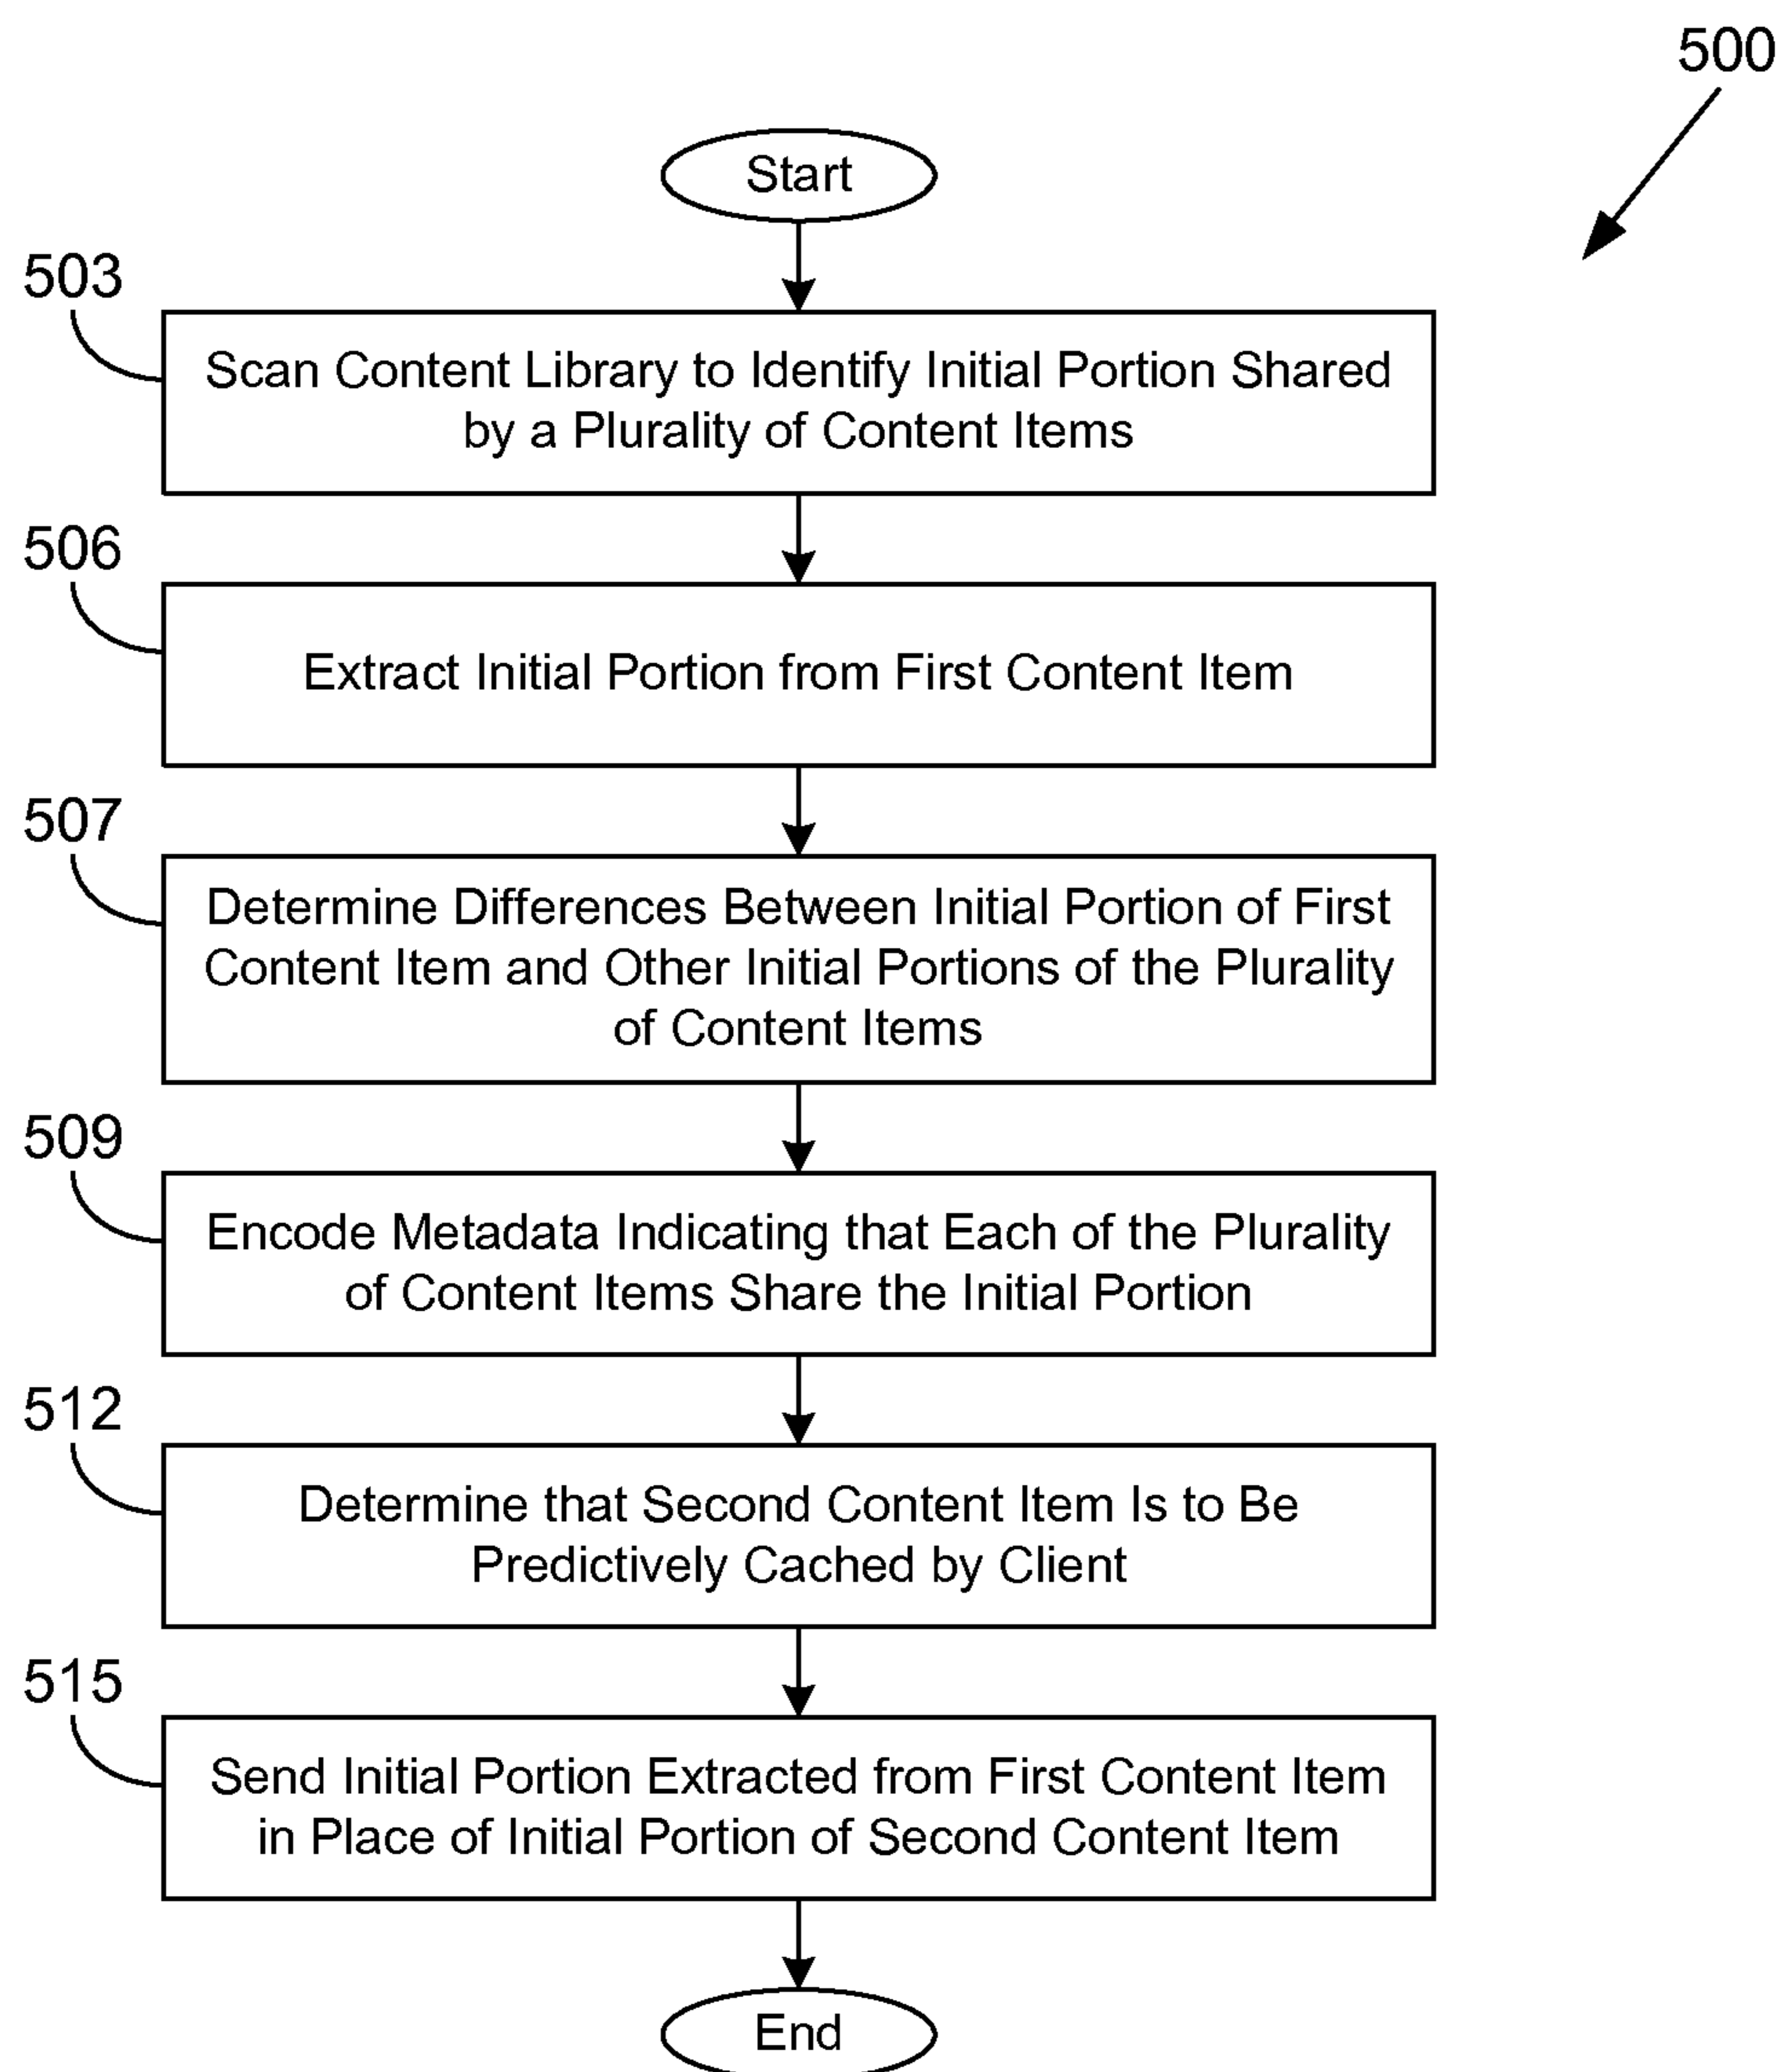 500
Start
503
Scan Content Library to Identify Initial Portion Shared
by a Plurality of Content Items
506
Extract Initial Portion from First Content Item
507
Determine Differences Between Initial Portion of First
Content Item and Other Initial Portions of the Plurality
of Content Items
509
Encode Metadata Indicating that Each of the Plurality
of Content Items Share the Initial Portion
512
Determine that Second Content Item Is to Be
Predictively Cached by Client
515
Send Initial Portion Extracted from First Content Item
in Place of Initial Portion of Second Content Item
End